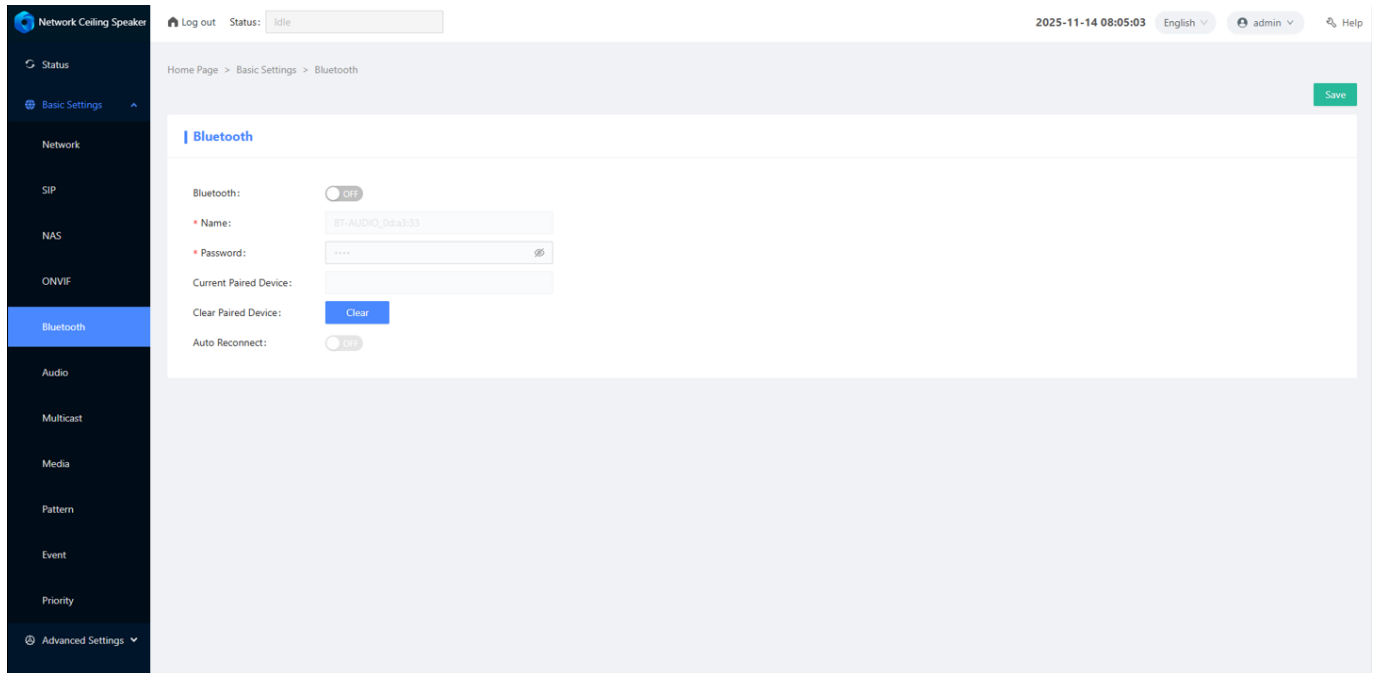 Network Ceiling Speaker
Log out Status: Idle
2025-11-14 08:05:03 English admin Help
Status
Basic Settings
Network
SIP
NAS
ONVIF
Bluetooth
Audio
Multicast
Media
Pattern
Event
Priority
Advanced Settings
Home Page > Basic Settings > Bluetooth
Save
Bluetooth
Bluetooth: OFF
* Name: BT-AUDIO_0d:a3:33
* Password: ····
Current Paired Device:
Clear Paired Device: Clear
Auto Reconnect: OFF